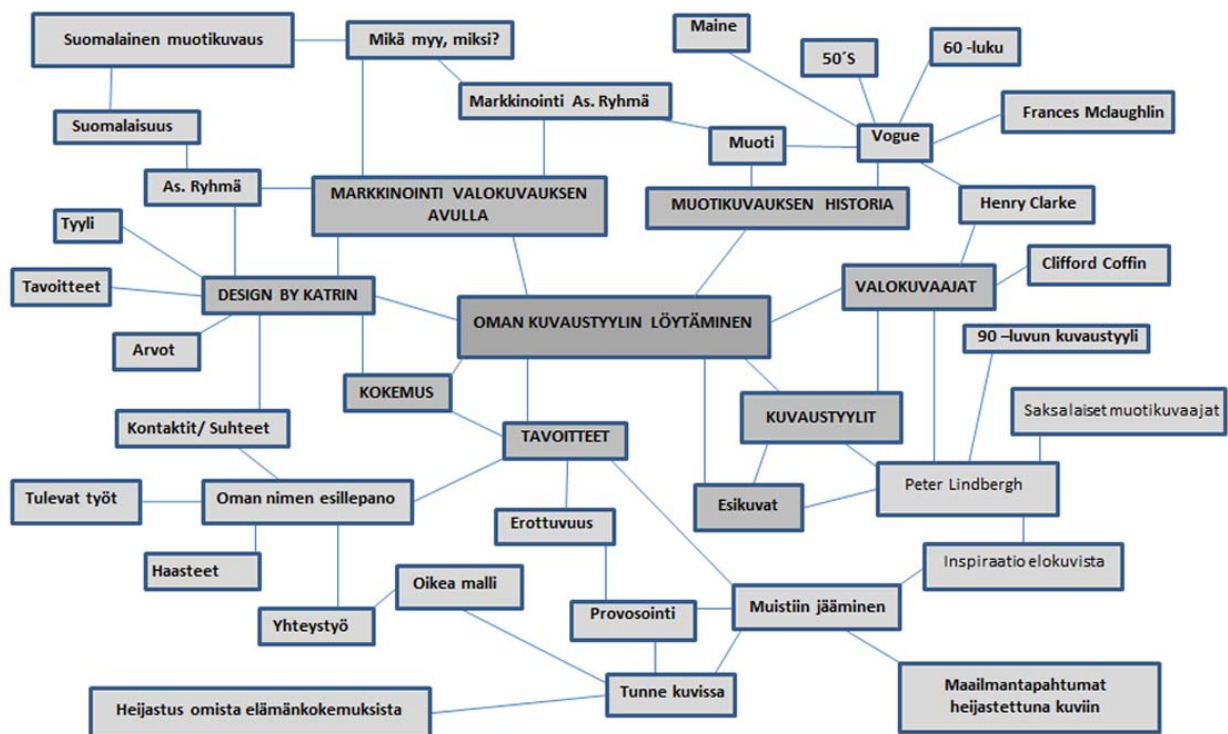 Suomalainen muotikuvaus
Mikä myy, miksi?
Maine
50´S
60 -luku
Markkinointi As. Ryhmä
Frances Mclaughlin
Suomalaisuus
Muoti
Vogue
As. Ryhmä
MARKKINOINTI VALOKUVAUKSEN
AVULLA
MUOTIKUVAUKSEN HISTORIA
Henry Clarke
Tyyli
Clifford Coffin
Tavoitteet
DESIGN BY KATRIN
VALOKUVAAJAT
OMAN KUVAUSTYYLIN LÖYTÄMINEN
Arvot
90 –luvun kuvaustyyli
KOKEMUS
KUVAUSTYYLIT
Saksalaiset muotikuvaajat
Kontaktit/ Suhteet
TAVOITTEET
Tulevat työt
Oman nimen esillepano
Esikuvat
Peter Lindbergh
Erottuvuus
Haasteet
Oikea malli
Inspiraatio elokuvista
Yhteystyö
Provosointi
Muistiin jääminen
Heijastus omista elämänkokemuksista
Tunne kuvissa
Maailmantapahtumat
heijastettuna kuviin